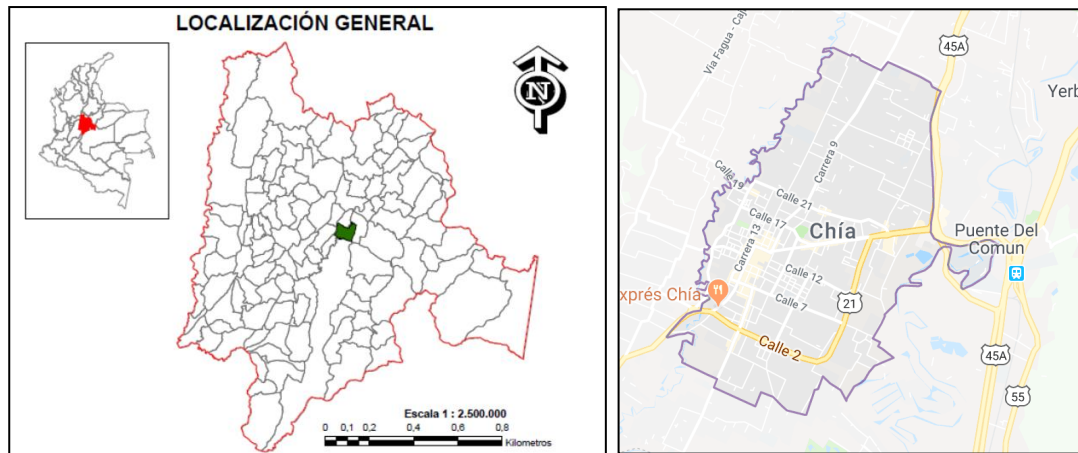 LOCALIZACIÓN GENERAL
N
Escala 1 : 2.500.000
0 0,1 0,2 0,4 0,6 0,8
Kilometros
45A
Via Fagua - Caj
Yerb
Carrera 9
Calle 19
Calle 21
Calle 17
Chía
Carrera 13
Puente Del
Comun
Calle 12
xprés Chía
Calle 7
21
Calle 2
45A
55